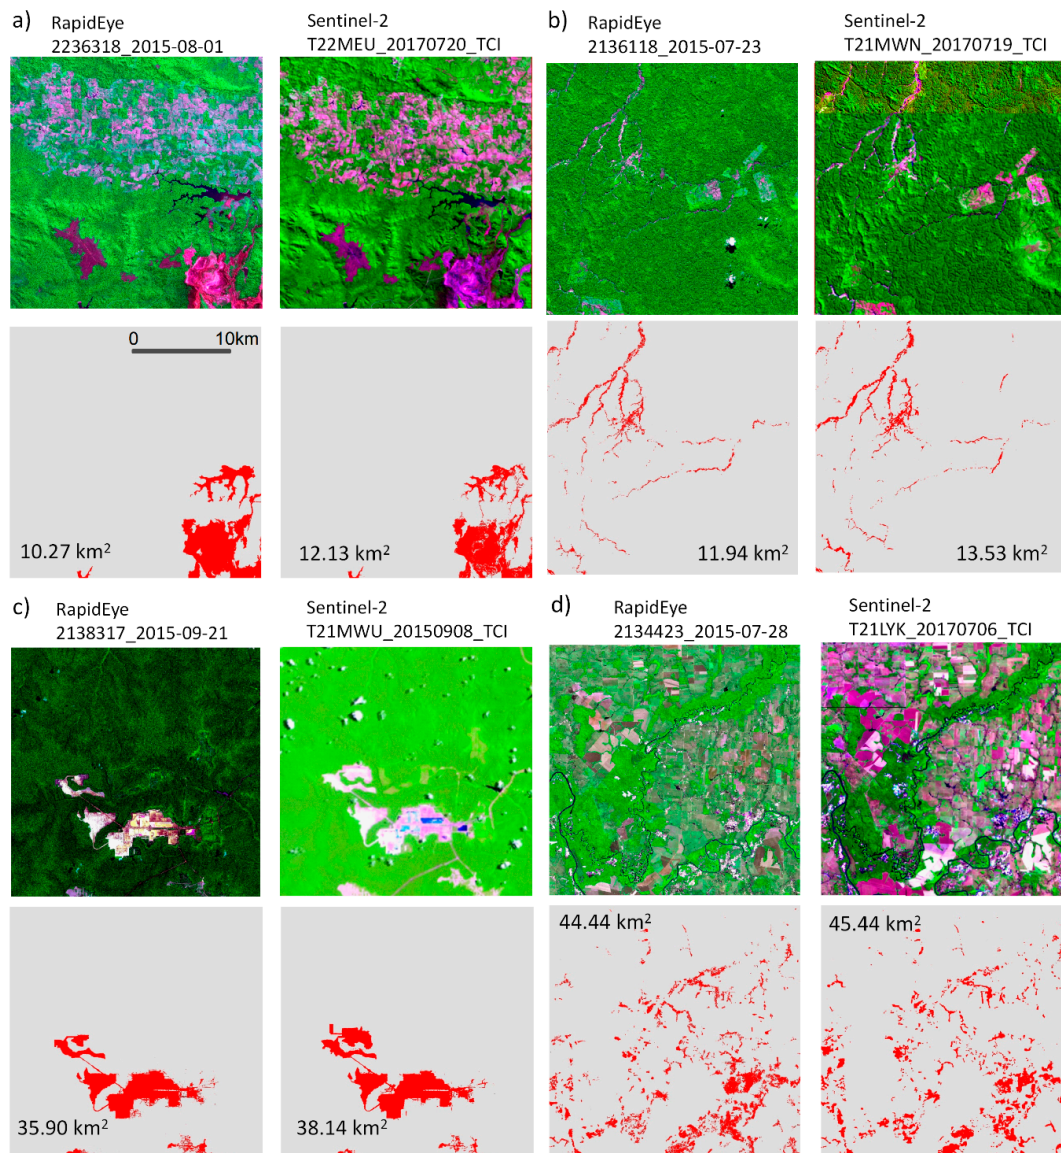 a)
RapidEye
2236318_2015-08-01
Sentinel-2
T22MEU_20170720_TCI
b)
RapidEye
2136118_2015-07-23
Sentinel-2
T21MWN_20170719_TCI
0 10km
10.27 km²
12.13 km²
11.94 km²
13.53 km²
c)
RapidEye
2138317_2015-09-21
Sentinel-2
T21MWU_20150908_TCI
d)
RapidEye
2134423_2015-07-28
Sentinel-2
T21LYK_20170706_TCI
35.90 km²
38.14 km²
44.44 km²
45.44 km²